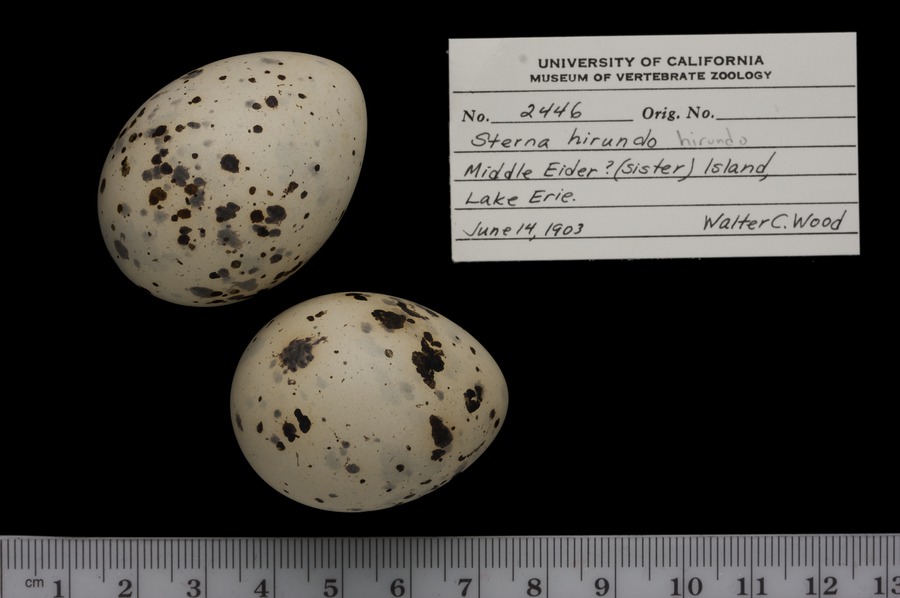 UNIVERSITY OF CALIFORNIA
MUSEUM OF VERTEBRATE ZOOLOGY
No. 2446 Orig. No.
Sterna hirundo hirundo
Middle Eider? (Sister) Island,
Lake Erie.
June 14, 1903 Walter C. Wood
cm 1 2 3 4 5 6 7 8 9 10 11 12 13